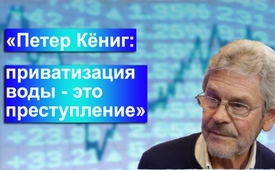 «Петер Кёниг:
приватизация
воды - это
преступление»